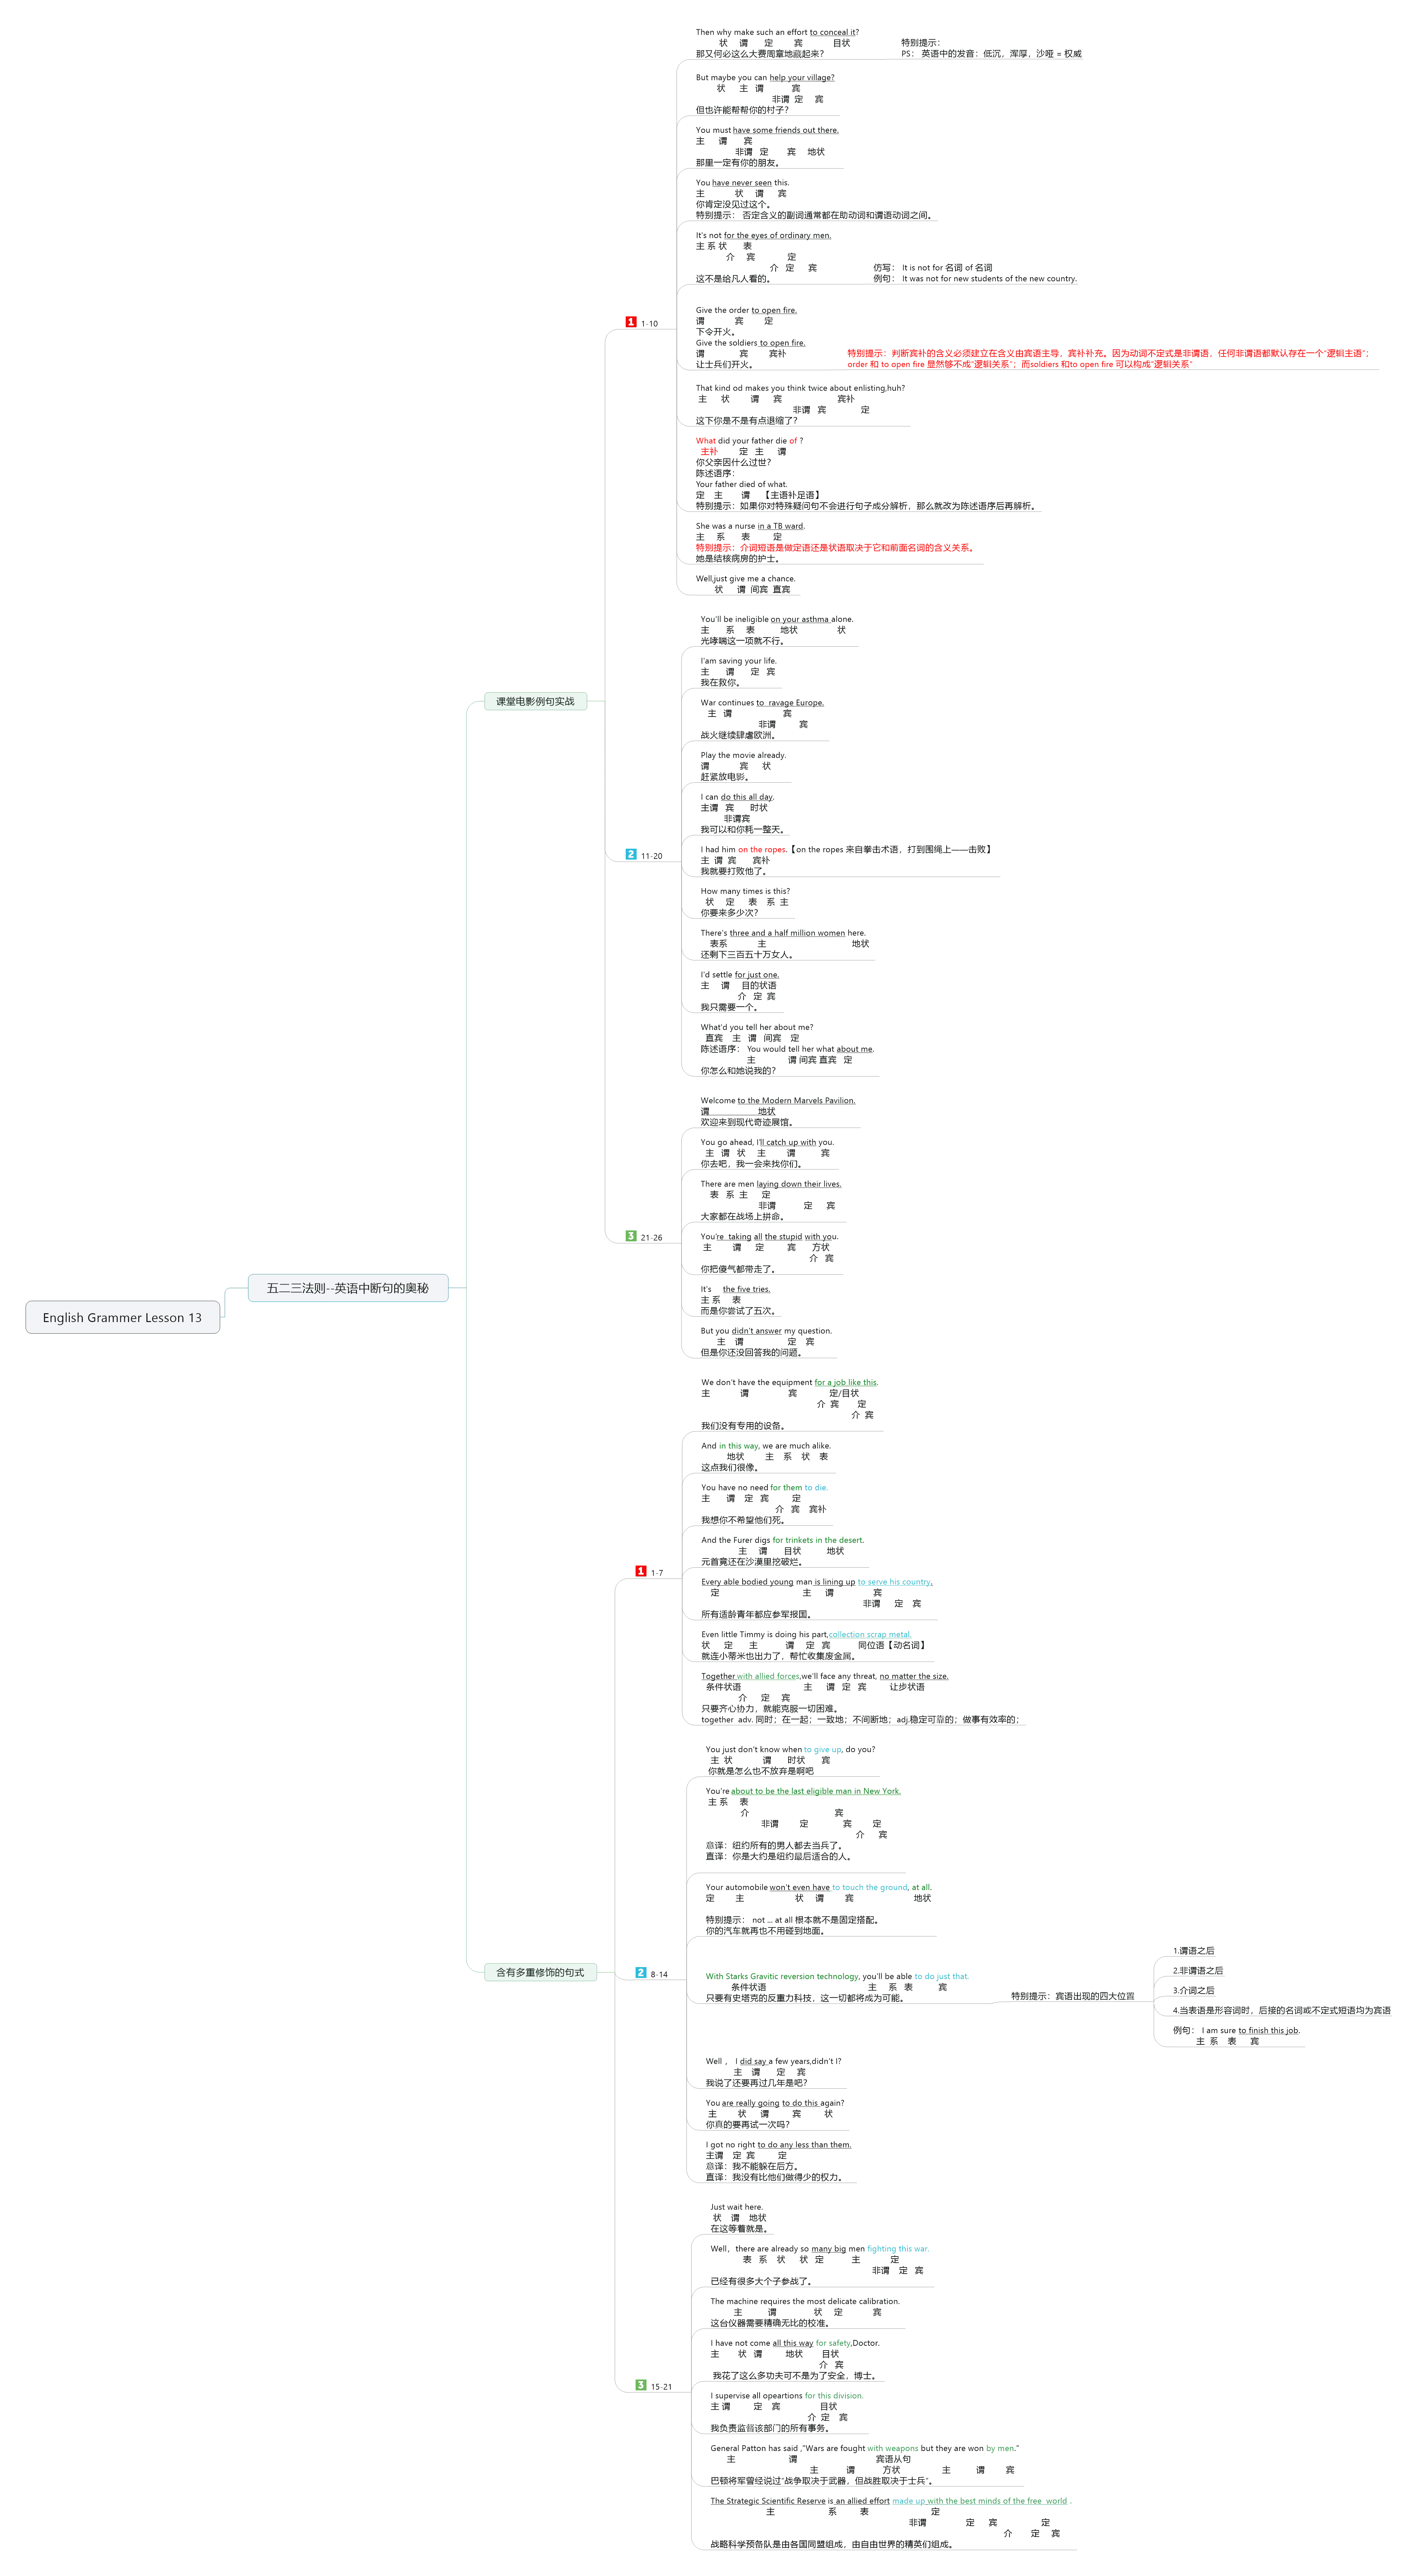 English Grammer Lesson 13
五二三法则--英语中断句的奥秘
课堂电影例句实战
1 1-10
Then why make such an effort to conceal it?
状 谓 定 宾 目状
那又何必这么大费周章地藏起来？
特别提示：
PS： 英语中的发音：低沉，浑厚，沙哑 = 权威
But maybe you can help your village?
状 主 谓 宾
非谓 定 宾
但也许能帮帮你的村子？
You must have some friends out there.
主 谓 宾
非谓 定 宾 地状
那里一定有你的朋友。
You have never seen this.
主 状 谓 宾
你肯定没见过这个。
特别提示： 否定含义的副词通常都在助动词和谓语动词之间。
It's not for the eyes of ordinary men.
主 系 状 表
介 宾 定
介 定 宾
这不是给凡人看的。
仿写： It is not for 名词 of 名词
例句： It was not for new students of the new country.
Give the order to open fire.
谓 宾 定
下令开火。
Give the soldiers to open fire.
谓 宾 宾补
让士兵们开火。
特别提示：判断宾补的含义必须建立在含义由宾语主导，宾补补充。因为动词不定式是非谓语，任何非谓语都默认存在一个"逻辑主语"；
order 和 to open fire 显然够不成"逻辑关系"；而soldiers 和to open fire 可以构成"逻辑关系"
That kind od makes you think twice about enlisting,huh?
主 状 谓 宾 宾补
非谓 宾 定
这下你是不是有点退缩了？
What did your father die of ?
主补 定 主 谓
你父亲因什么过世？
陈述语序：
Your father died of what.
定 主 谓 【主语补足语】
特别提示：如果你对特殊疑问句不会进行句子成分解析，那么就改为陈述语序后再解析。
She was a nurse in a TB ward.
主 系 表 定
特别提示：介词短语是做定语还是状语取决于它和前面名词的含义关系。
她是结核病房的护士。
Well,just give me a chance.
状 谓 间宾 直宾
2 11-20
You'll be ineligible on your asthma alone.
主 系 表 地状 状
光哮喘这一项就不行。
I'am saving your life.
主 谓 定 宾
我在救你。
War continues to ravage Europe.
主 谓 宾
非谓 宾
战火继续肆虐欧洲。
Play the movie already.
谓 宾 状
赶紧放电影。
I can do this all day.
主谓 宾 时状
非谓宾
我可以和你耗一整天。
I had him on the ropes.【on the ropes 来自拳击术语，打到围绳上——击败】
主 谓 宾 宾补
我就要打败他了。
How many times is this?
状 定 表 系 主
你要来多少次？
There's three and a half million women here.
表系 主 地状
还剩下三百五十万女人。
I'd settle for just one.
主 谓 目的状语
介 定 宾
我只需要一个。
What'd you tell her about me?
直宾 主 谓 间宾 定
陈述语序： You would tell her what about me.
主 谓 间宾 直宾 定
你怎么和她说我的？
3 21-26
Welcome to the Modern Marvels Pavilion.
谓 地状
欢迎来到现代奇迹展馆。
You go ahead, I'll catch up with you.
主 谓 状 主 谓 宾
你去吧，我一会来找你们。
There are men laying down their lives.
表 系 主 定
非谓 定 宾
大家都在战场上拼命。
You're taking all the stupid with you.
主 谓 定 宾 方状
介 宾
你把傻气都带走了。
It's the five tries.
主 系 表
而是你尝试了五次。
But you didn't answer my question.
主 谓 定 宾
但是你还没回答我的问题。
含有多重修饰的句式
1 1-7
We don't have the equipment for a job like this.
主 谓 宾 定/目状
介 宾 定
介 宾
我们没有专用的设备。
And in this way, we are much alike.
地状 主 系 状 表
这点我们很像。
You have no need for them to die.
主 谓 定 宾 定
介 宾 宾补
我想你不希望他们死。
And the Furer digs for trinkets in the desert.
主 谓 目状 地状
元首竟还在沙漠里挖破烂。
Every able bodied young man is lining up to serve his country.
定 主 谓 宾
非谓 定 宾
所有适龄青年都应参军报国。
Even little Timmy is doing his part,collection scrap metal.
状 定 主 谓 定 宾 同位语【动名词】
就连小蒂米也出力了，帮忙收集废金属。
Together with allied forces,we'll face any threat, no matter the size.
条件状语 主 谓 定 宾 让步状语
介 定 宾
只要齐心协力，就能克服一切困难。
together adv. 同时；在一起；一致地；不间断地；adj.稳定可靠的；做事有效率的；
2 8-14
You just don't know when to give up, do you?
主 状 谓 时状 宾
你就是怎么也不放弃是啊吧
You're about to be the last eligible man in New York.
主 系 表
介 宾
非谓 定 宾 定
介 宾
意译：纽约所有的男人都去当兵了。
直译：你是大约是纽约最后适合的人。
Your automobile won't even have to touch the ground, at all.
定 主 状 谓 宾 地状
特别提示： not ... at all 根本就不是固定搭配。
你的汽车就再也不用碰到地面。
With Starks Gravitic reversion technology, you'll be able to do just that.
条件状语 主 系 表 宾
只要有史塔克的反重力科技，这一切都将成为可能。
特别提示：宾语出现的四大位置
1.谓语之后
2.非谓语之后
3.介词之后
4.当表语是形容词时，后接的名词或不定式短语均为宾语
例句： I am sure to finish this job.
主 系 表 宾
Well ， I did say a few years,didn't I?
主 谓 定 宾
我说了还要再过几年是吧？
You are really going to do this again?
主 状 谓 宾 状
你真的要再试一次吗？
I got no right to do any less than them.
主谓 定 宾 定
意译：我不能躲在后方。
直译：我没有比他们做得少的权力。
3 15-21
Just wait here.
状 谓 地状
在这等着就是。
Well，there are already so many big men fighting this war.
表 系 状 状 定 主 定
非谓 定 宾
已经有很多大个子参战了。
The machine requires the most delicate calibration.
主 谓 状 定 宾
这台仪器需要精确无比的校准。
I have not come all this way for safety,Doctor.
主 状 谓 地状 目状
介 宾
我花了这么多功夫可不是为了安全，博士。
I supervise all opeartions for this division.
主 谓 定 宾 目状
介 定 宾
我负责监督该部门的所有事务。
General Patton has said ,"Wars are fought with weapons but they are won by men."
主 谓 宾语从句
主 谓 方状 主 谓 宾
巴顿将军曾经说过"战争取决于武器，但战胜取决于士兵"。
The Strategic Scientific Reserve is an allied effort made up with the best minds of the free world .
主 系 表 定
非谓 定 宾 定
介 定 宾
战略科学预备队是由各国同盟组成，由自由世界的精英们组成。